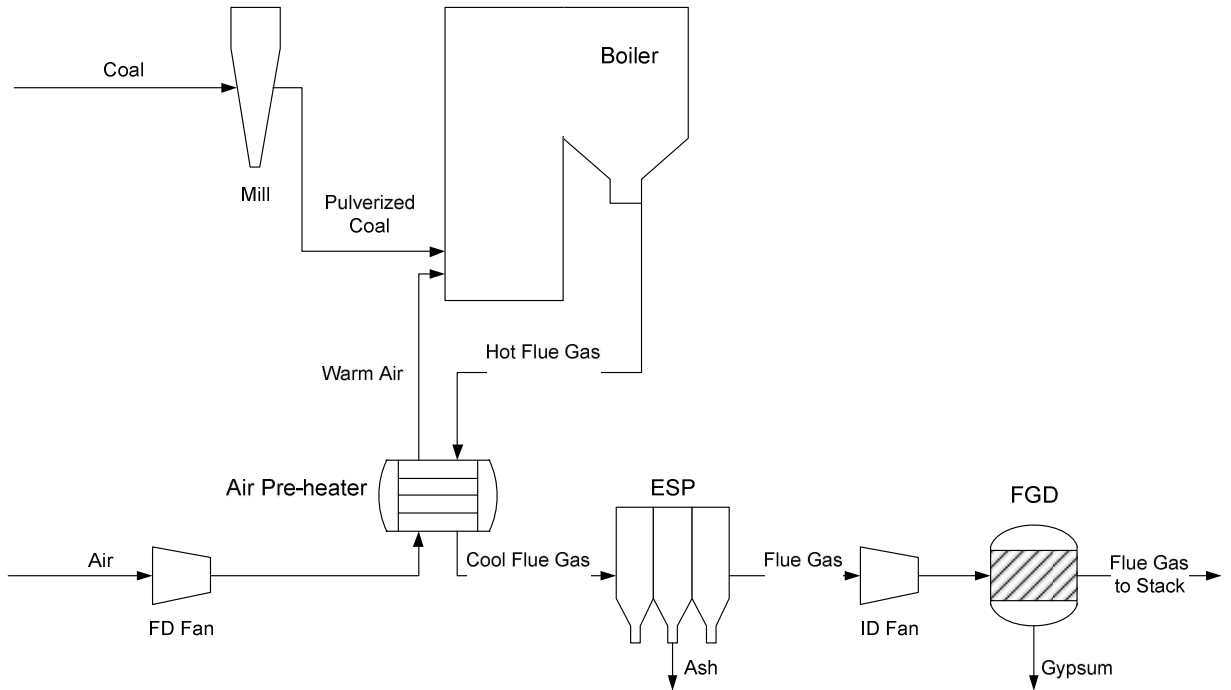 Boiler
Coal
Mill
Pulverized
Coal
Hot Flue Gas
Warm Air
Air Pre-heater
ESP
FGD
Air
Cool Flue Gas
Flue Gas
Flue Gas
to Stack
FD Fan
ID Fan
Ash
Gypsum